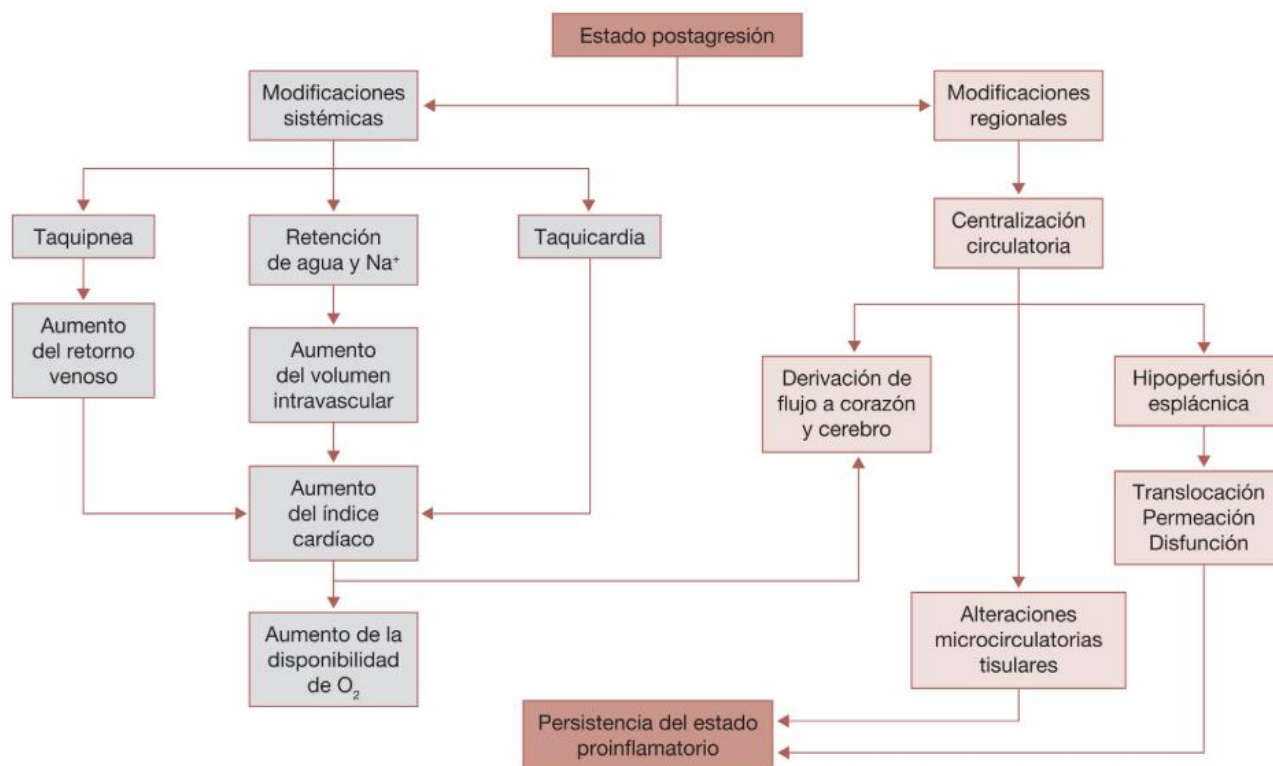 Estado postagresión
Modificaciones
sistémicas
Modificaciones
regionales
Taquipnea
Retención
de agua y Na⁺
Taquicardia
Centralización
circulatoria
Aumento
del retorno
venoso
Aumento
del volumen
intravascular
Derivación de
flujo a corazón
y cerebro
Hipoperfusión
esplácnica
Aumento
del índice
cardíaco
Translocación
Permeación
Disfunción
Aumento de la
disponibilidad
de O₂
Alteraciones
microcirculatorias
tisulares
Persistencia del estado
proinflamatorio